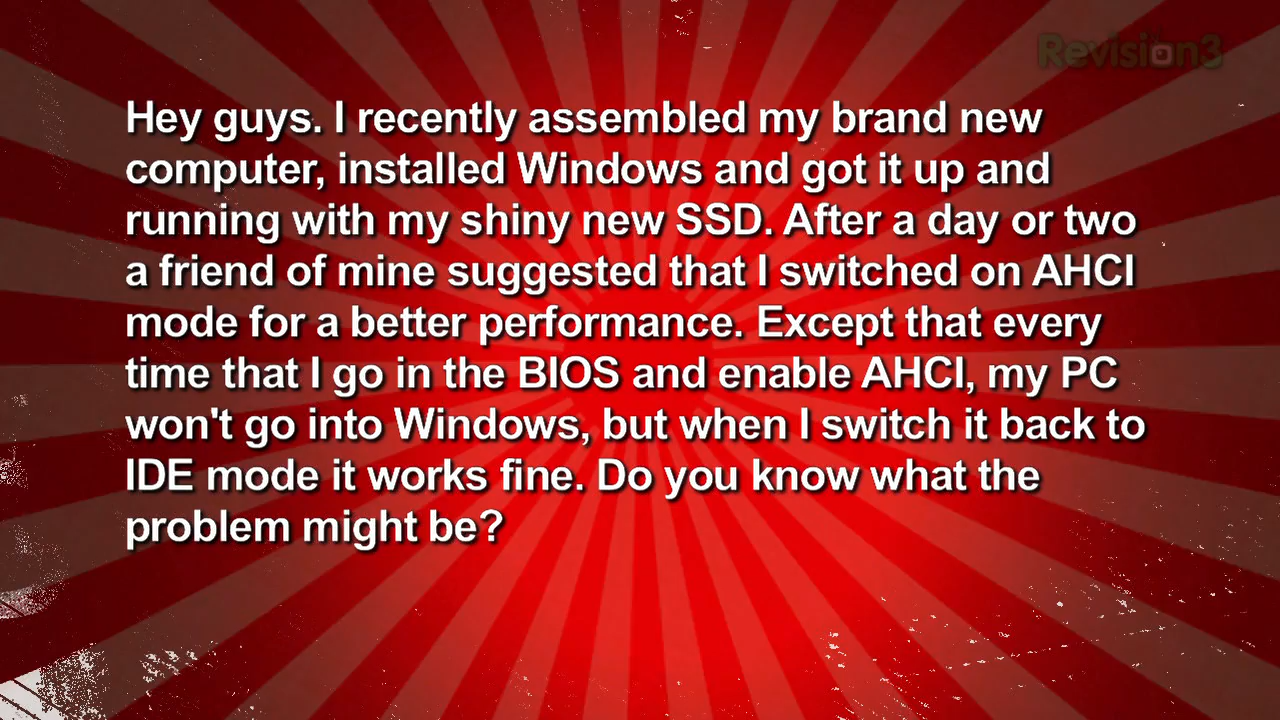 Revision3
Hey guys. I recently assembled my brand new
computer, installed Windows and got it up and
running with my shiny new SSD. After a day or two
a friend of mine suggested that I switched on AHCI
mode for a better performance. Except that every
time that I go in the BIOS and enable AHCI, my PC
won't go into Windows, but when I switch it back to
IDE mode it works fine. Do you know what the
problem might be?